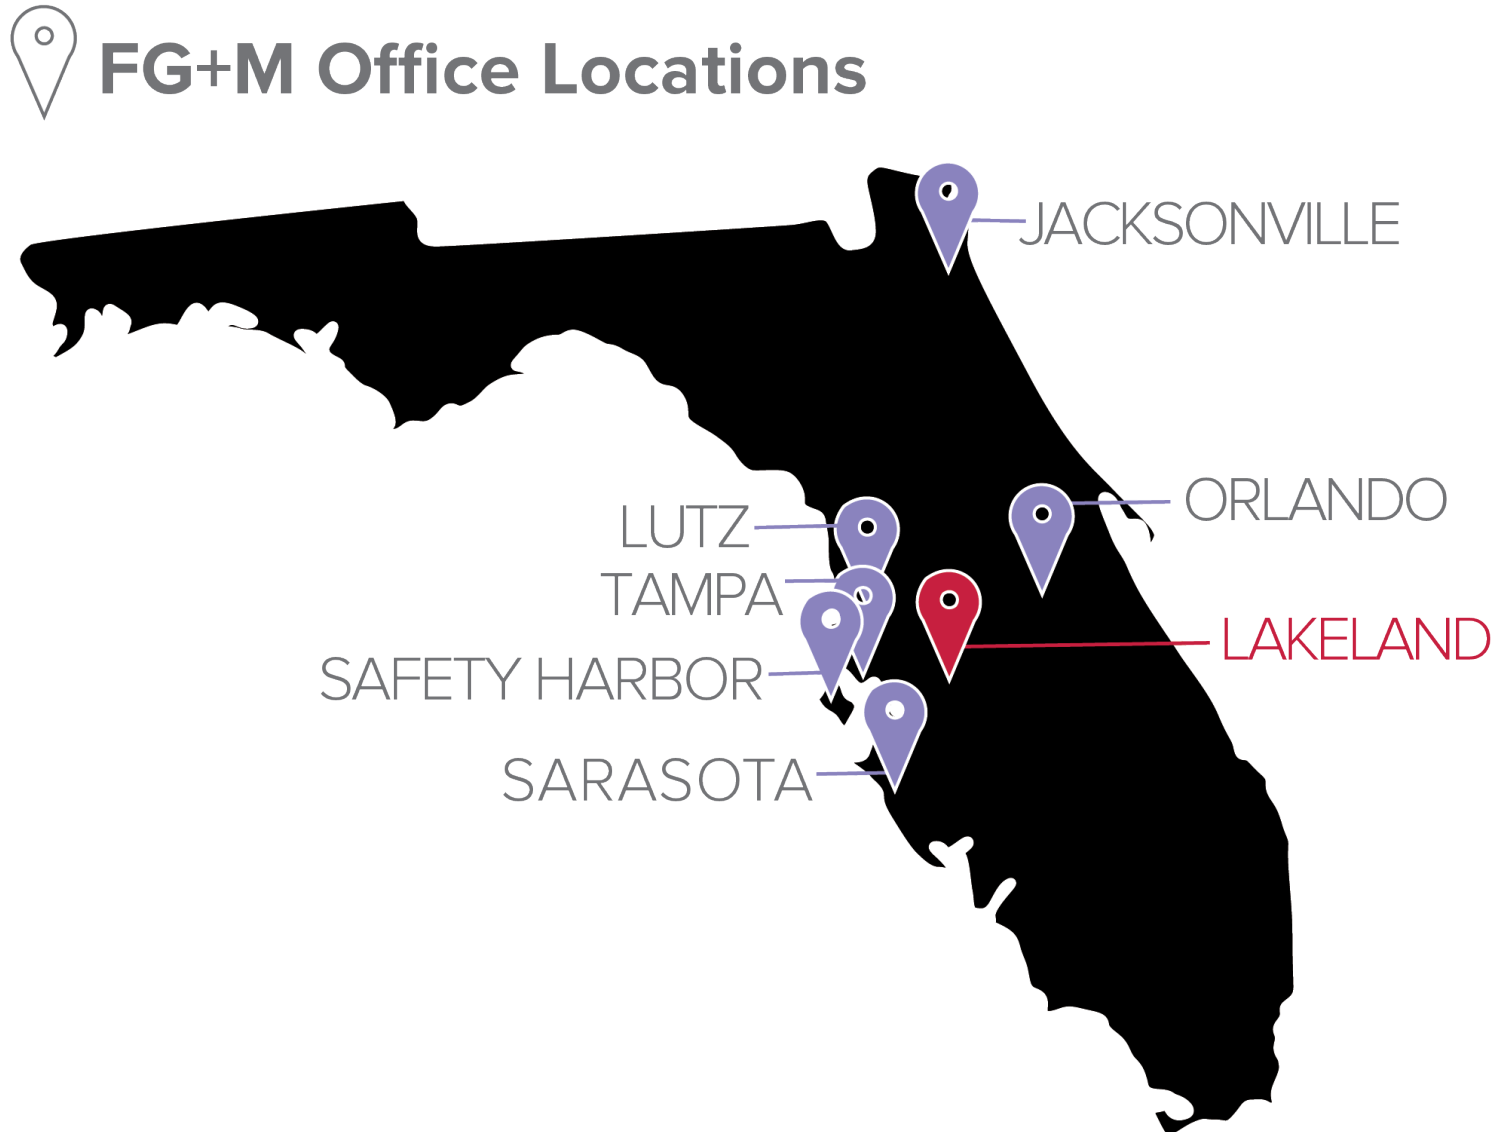 FG+M Office Locations
JACKSONVILLE
ORLANDO
LUTZ
TAMPA
LAKELAND
SAFETY HARBOR
SARASOTA